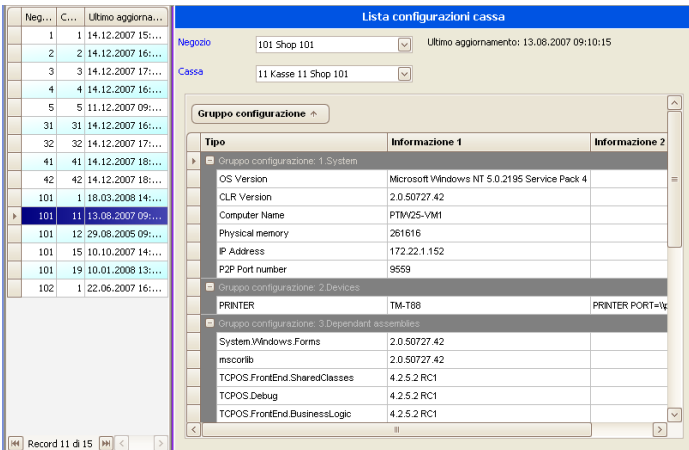 Neg... C... Ultimo aggiorna...
1 1 14.12.2007 15:...
2 2 14.12.2007 16:...
3 3 14.12.2007 17:...
4 4 14.12.2007 16:...
5 5 11.12.2007 09:...
31 31 14.12.2007 16:...
32 32 14.12.2007 17:...
41 41 14.12.2007 18:...
42 42 14.12.2007 18:...
101 1 18.03.2008 14:...
101 11 13.08.2007 09:...
101 12 29.08.2005 09:...
101 15 10.10.2007 14:...
101 19 10.01.2008 13:...
102 1 22.06.2007 16:...
Record 11 di 15
Lista configurazioni cassa
Negozio 101 Shop 101 Ultimo aggiornamento: 13.08.2007 09:10:15
Cassa 11 Kasse 11 Shop 101
Gruppo configurazione
Tipo Informazione 1 Informazione 2
Gruppo configurazione: 1.System
OS Version Microsoft Windows NT 5.0.2195 Service Pack 4
CLR Version 2.0.50727.42
Computer Name PTMV25-VM1
Physical memory 261616
IP Address 172.22.1.152
P2P Port number 9559
Gruppo configurazione: 2.Devices
PRINTER TM-T88 PRINTER PORT=\\p
Gruppo configurazione: 3.Dependant assemblies
System.Windows.Forms 2.0.50727.42
mscorlib 2.0.50727.42
TCPOS.FrontEnd.SharedClasses 4.2.5.2 RC1
TCPOS.Debug 4.2.5.2 RC1
TCPOS.FrontEnd.BusinessLogic 4.2.5.2 RC1